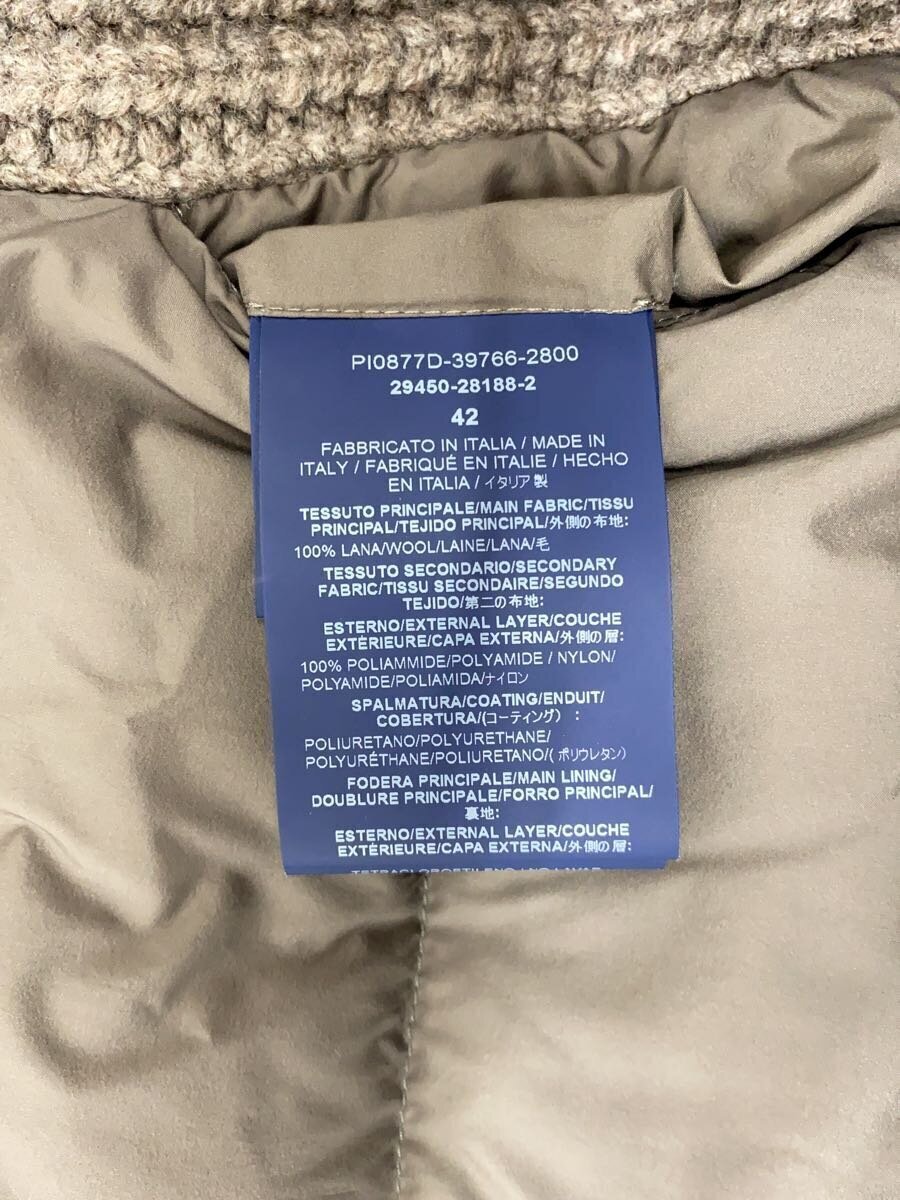 PI0877D-39766-2800
29450-28188-2
42
FABBRICATO IN ITALIA / MADE IN
ITALY / FABRIQUÉ EN ITALIE / HECHO
EN ITALIA / イタリア製
TESSUTO PRINCIPALE/MAIN FABRIC/TISSU
PRINCIPAL/TEJIDO PRINCIPAL/外側の布地:
100% LANA/WOOL/LAINE/LANA/毛
TESSUTO SECONDARIO/SECONDARY
FABRIC/TISSU SECONDAIRE/SEGUNDO
TEJIDO/第二の布地:
ESTERNO/EXTERNAL LAYER/COUCHE
EXTÉRIEURE/CAPA EXTERNA/外側の層:
100% POLIAMMIDE/POLYAMIDE / NYLON/
POLYAMIDE/POLIAMIDA/ナイロン
SPALMATURA/COATING/ENDUIT/
COBERTURA/(コーティング) :
POLIURETANO/POLYURETHANE/
POLYURÉTHANE/POLIURETANO/( ポリウレタン)
FODERA PRINCIPALE/MAIN LINING/
DOUBLURE PRINCIPALE/FORRO PRINCIPAL/
裏地:
ESTERNO/EXTERNAL LAYER/COUCHE
EXTÉRIEURE/CAPA EXTERNA/外側の層: